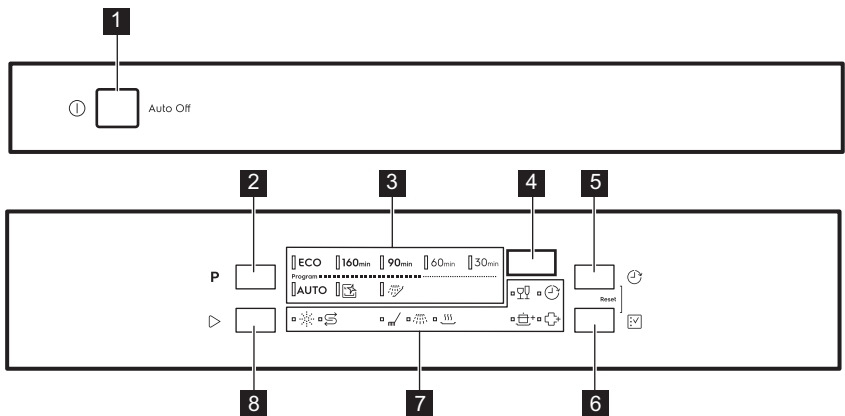 1
Auto Off
2 3 4 5
ECO 160min 90min 60min 30min
P
Program
AUTO
Reset
8 7 6